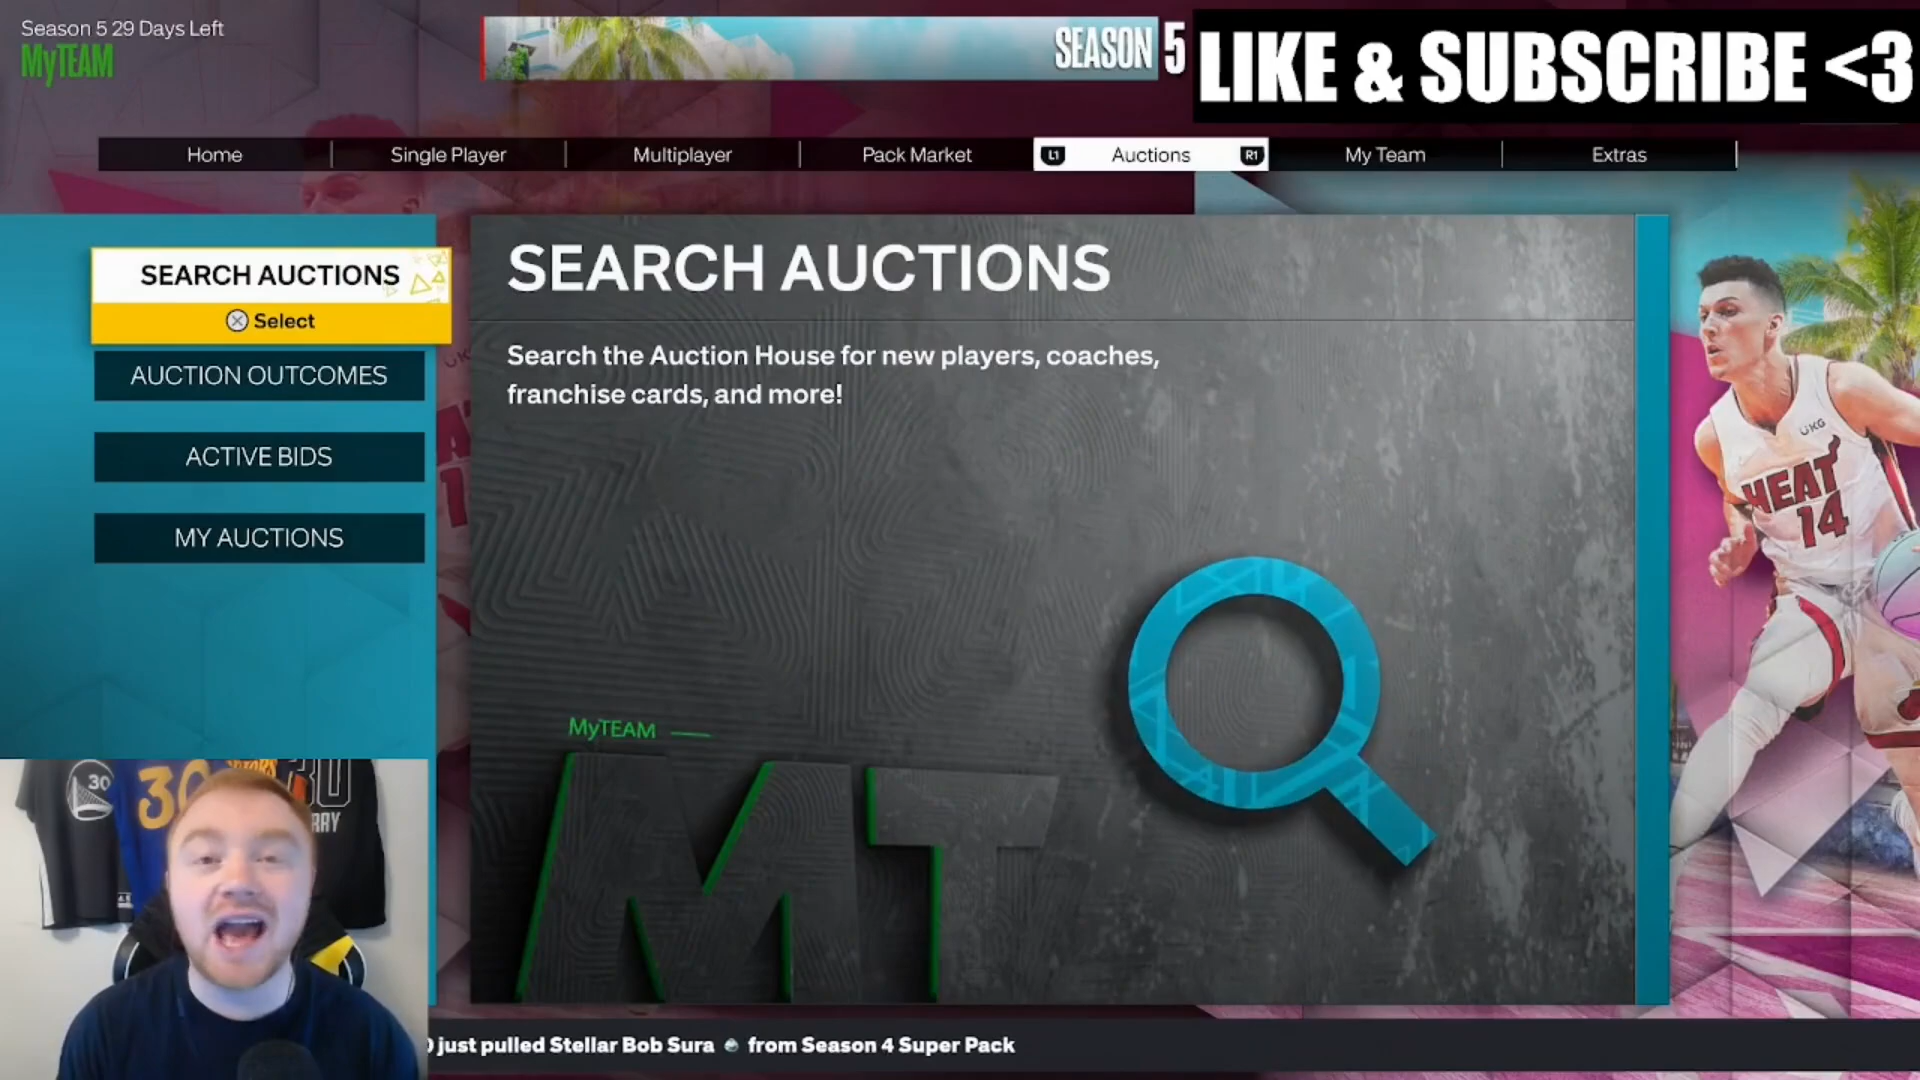 Season 5 29 Days Left
MyTEAM
SEASON 5
LIKE & SUBSCRIBE <3
Home
Single Player
Multiplayer
Pack Market
L1 Auctions R1
My Team
Extras
SEARCH AUCTIONS
Select
AUCTION OUTCOMES
ACTIVE BIDS
MY AUCTIONS
SEARCH AUCTIONS
Search the Auction House for new players, coaches,
franchise cards, and more!
UKG
HEAT
14
MyTEAM
MT
30
30
30
just pulled Stellar Bob Sura from Season 4 Super Pack